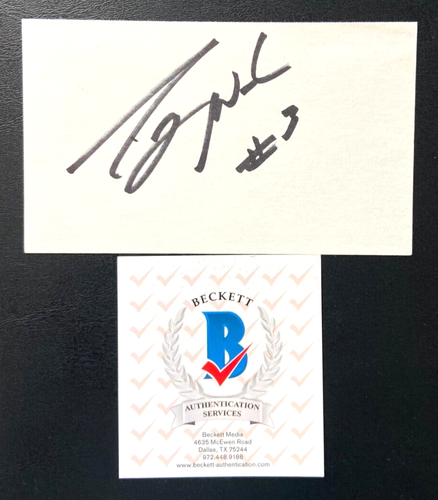 #3
BECKETT
B
AUTHENTICATION
SERVICES
Beckett Media
4635 McEwen Road
Dallas, TX 75244
972.448.9188
www.beckett-authentication.com